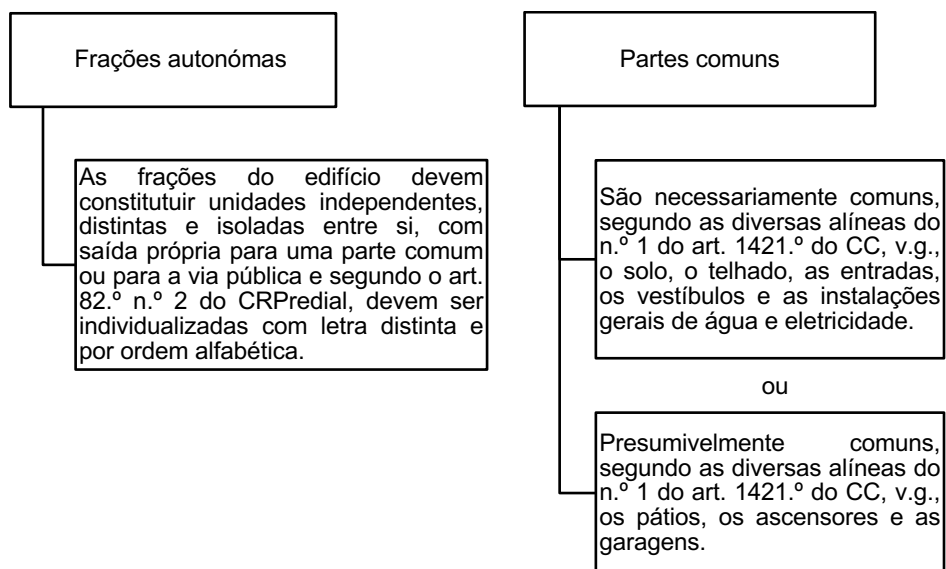 Frações autonómas
As frações do edifício devem
constitutuir unidades independentes,
distintas e isoladas entre si, com
saída própria para uma parte comum
ou para a via pública e segundo o art.
82.º n.º 2 do CRPredial, devem ser
individualizadas com letra distinta e
por ordem alfabética.
Partes comuns
São necessariamente comuns,
segundo as diversas alíneas do
n.º 1 do art. 1421.º do CC, v.g.,
o solo, o telhado, as entradas,
os vestíbulos e as instalações
gerais de água e eletricidade.
ou
Presumivelmente comuns,
segundo as diversas alíneas do
n.º 1 do art. 1421.º do CC, v.g.,
os pátios, os ascensores e as
garagens.